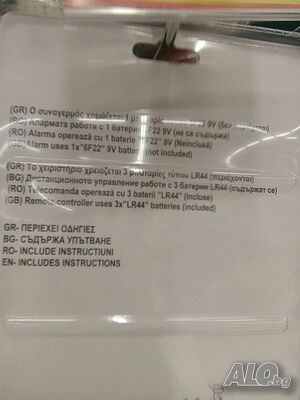 (GR) Ο συναγερμός χρειάζεται 1 μπαταρία 6F22 9V (δεν
(RO) Алармата работи с 1 батерия 6F22" 9V (не се съдържа)
(RO) Alarma operează cu 1 baterie "6F22" 9V (Neinclusă)
(GB) Alarm uses 1x"6F22" 9V battery (not included)
(GR) Το χειριστήριο χρειάζεται 3 μπαταρίες τύπου LR44 (περιέχονται)
(BG) Дистанционното управление работи с 3 батерии LR44 (съдържат се)
(RO) Telecomanda operează cu 3 baterii "LR44" (Incluse)
(GB) Remote controller uses 3x"LR44" batteries (included)
GR- ΠΕΡΙΕΧΕΙ ΟΔΗΓΙΕΣ
BG- СЪДЪРЖА УПЪТВАНЕ
RO- INCLUDE INSTRUCTIUNI
EN- INCLUDES INSTRUCTIONS
ALO.bg